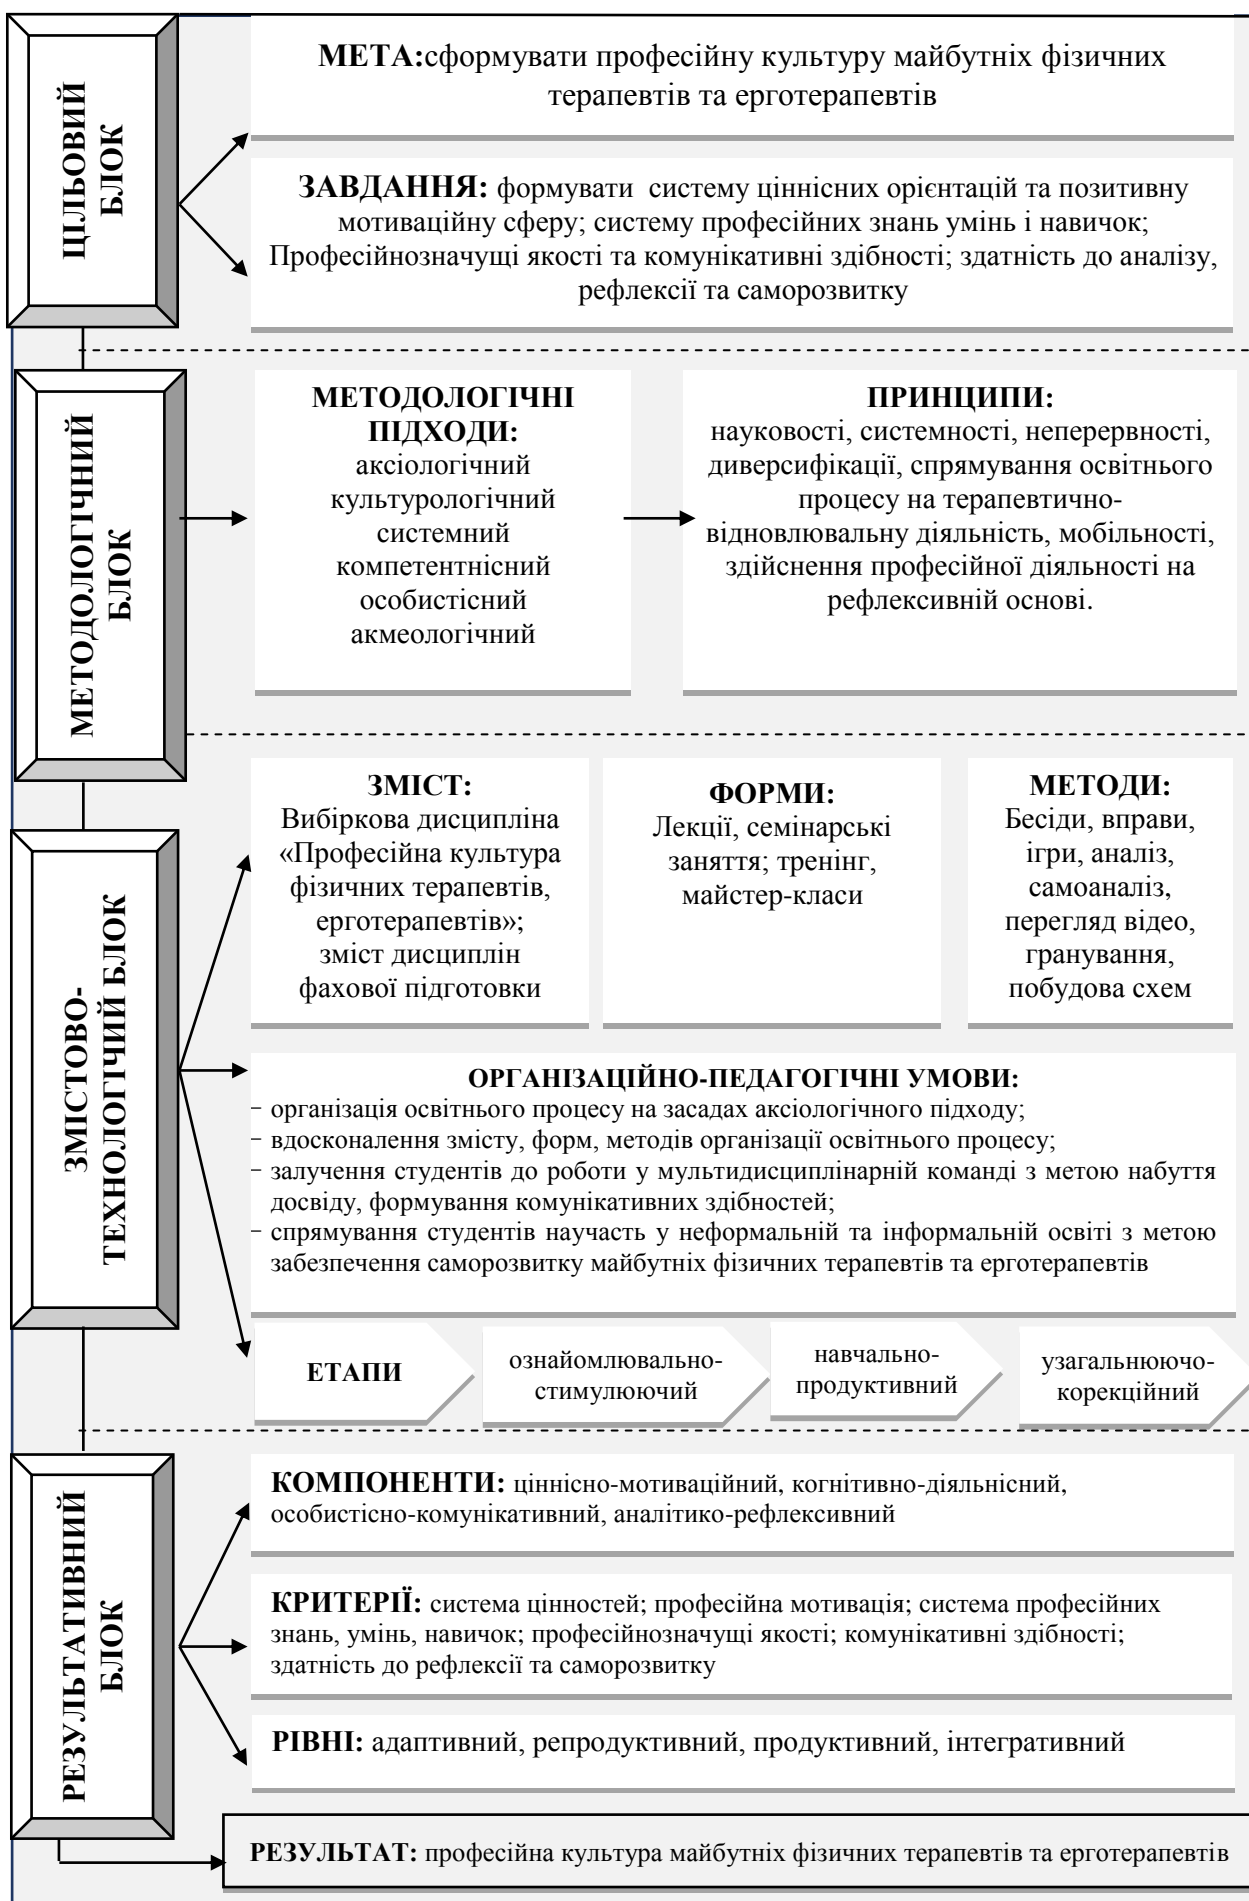 ЦІЛЬОВИЙ
БЛОК
МЕТА:сформувати професійну культуру майбутніх фізичних
терапевтів та ерготерапевтів
ЗАВДАННЯ: формувати систему ціннісних орієнтацій та позитивну
мотиваційну сферу; систему професійних знань умінь і навичок;
Професійнозначущі якості та комунікативні здібності; здатність до аналізу,
рефлексії та саморозвитку
МЕТОДОЛОГІЧНИЙ
БЛОК
МЕТОДОЛОГІЧНІ
ПІДХОДИ:
аксіологічний
культурологічний
системний
компетентнісний
особистісний
акмеологічний
ПРИНЦИПИ:
науковості, системності, неперервності,
диверсифікації, спрямування освітнього
процесу на терапевтично-
відновлювальну діяльність, мобільності,
здійснення професійної діяльності на
рефлексивній основі.
ЗМІСТОВО-
ТЕХНОЛОГІЧИЙ БЛОК
ЗМІСТ:
Вибіркова дисципліна
«Професійна культура
фізичних терапевтів,
ерготерапевтів»;
зміст дисциплін
фахової підготовки
ФОРМИ:
Лекції, семінарські
заняття; тренінг,
майстер-класи
МЕТОДИ:
Бесіди, вправи,
ігри, аналіз,
самоаналіз,
перегляд відео,
гранування,
побудова схем
ОРГАНІЗАЦІЙНО-ПЕДАГОГІЧНІ УМОВИ:
− організація освітнього процесу на засадах аксіологічного підходу;
− вдосконалення змісту, форм, методів організації освітнього процесу;
− залучення студентів до роботи у мультидисциплінарній команді з метою набуття
досвіду, формування комунікативних здібностей;
− спрямування студентів научасть у неформальній та інформальній освіті з метою
забезпечення саморозвитку майбутніх фізичних терапевтів та ерготерапевтів
ЕТАПИ
ознайомлювально-
стимулюючий
навчально-
продуктивний
узагальнюючо-
корекційний
РЕЗУЛЬТАТИВНИЙ
БЛОК
КОМПОНЕНТИ: ціннісно-мотиваційний, когнітивно-діяльнісний,
особистісно-комунікативний, аналітико-рефлексивний
КРИТЕРІЇ: система цінностей; професійна мотивація; система професійних
знань, умінь, навичок; професійнозначущі якості; комунікативні здібності;
здатність до рефлексії та саморозвитку
РІВНІ: адаптивний, репродуктивний, продуктивний, інтегративний
РЕЗУЛЬТАТ: професійна культура майбутніх фізичних терапевтів та ерготерапевтів